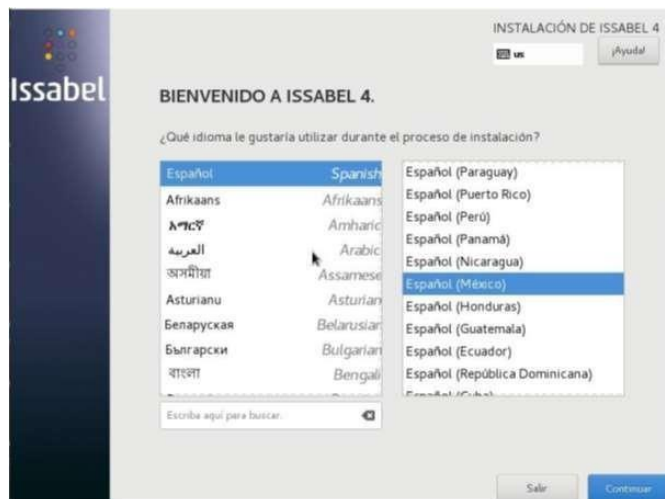 INSTALACIÓN DE ISSABEL 4
us
¡Ayuda!
Issabel
BIENVENIDO A ISSABEL 4.
¿Qué idioma le gustaría utilizar durante el proceso de instalación?
Español Spanish
Afrikaans Afrikaans
አማርኛ Amharic
العربية Arabic
অসমীয়া Assamese
Asturianu Asturian
Беларуская Belarusian
Български Bulgarian
বাংলা Bengali
Español (Paraguay)
Español (Puerto Rico)
Español (Perú)
Español (Panamá)
Español (Nicaragua)
Español (México)
Español (Honduras)
Español (Guatemala)
Español (Ecuador)
Español (República Dominicana)
Español (Cuba)
Escriba aquí para buscar.
Salir
Continuar